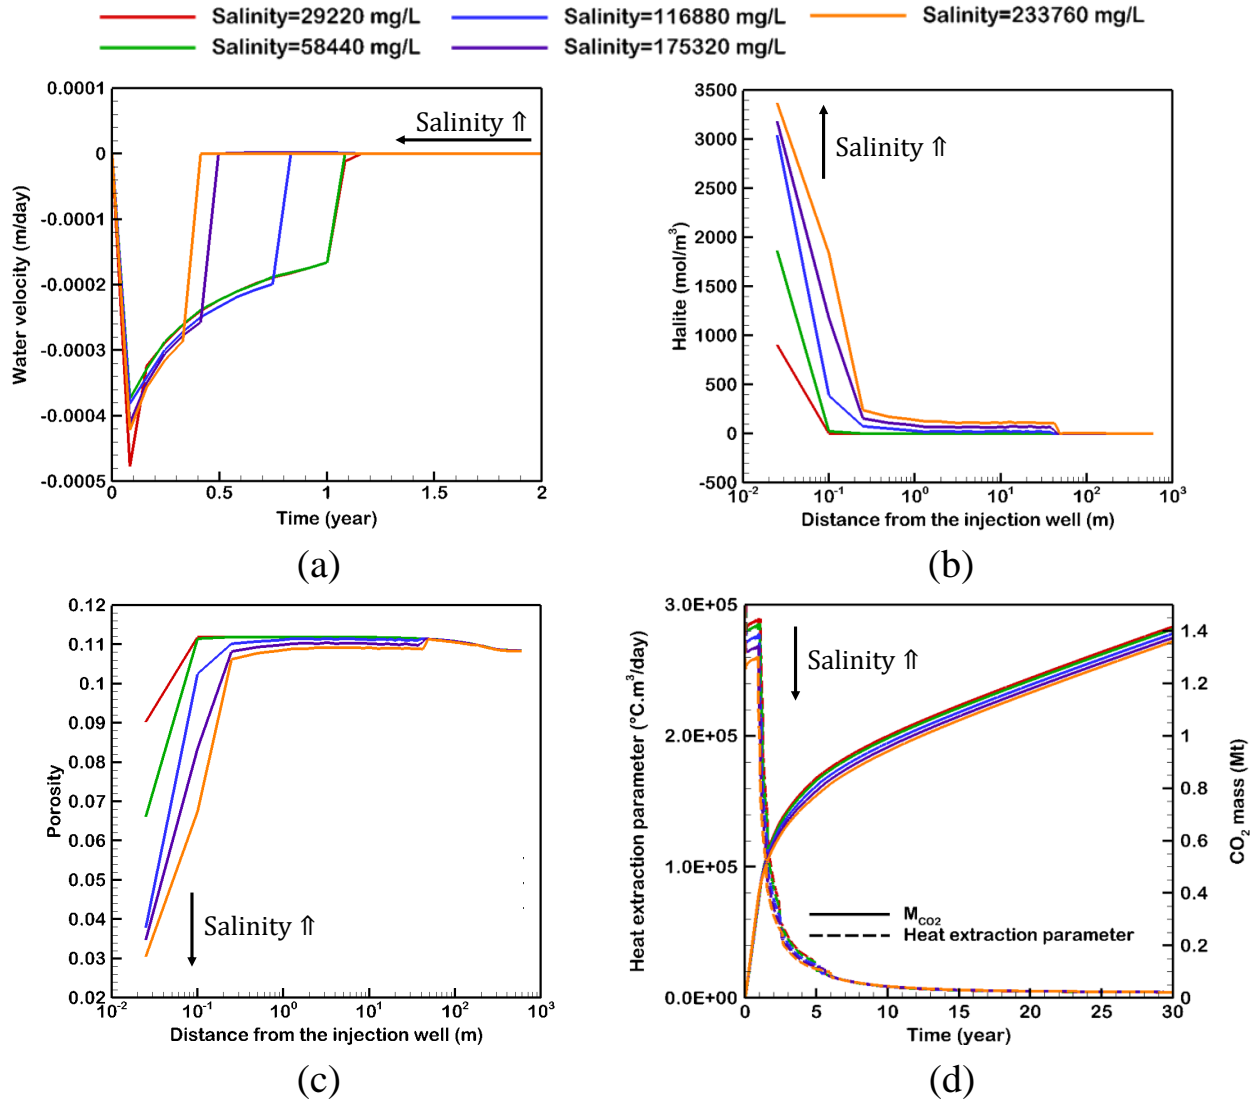 Salinity=29220 mg/L Salinity=116880 mg/L Salinity=233760 mg/L
Salinity=58440 mg/L Salinity=175320 mg/L
0.0001
0
-0.0001
-0.0002
-0.0003
-0.0004
-0.0005
Water velocity (m/day)
Salinity ⇑
0 0.5 1 1.5 2
Time (year)
(a)
3500
3000
2500
2000
1500
1000
500
0
-500
Halite (mol/m³)
Salinity ⇑
10⁻² 10⁻¹ 10⁰ 10¹ 10² 10³
Distance from the injection well (m)
(b)
0.12
0.11
0.1
0.09
0.08
0.07
0.06
0.05
0.04
0.03
0.02
Porosity
Salinity ⇑
10⁻² 10⁻¹ 10⁰ 10¹ 10² 10³
Distance from the injection well (m)
(c)
3.0E+05
2.0E+05
1.0E+05
0.0E+00
Heat extraction parameter (°C.m³/day)
Salinity ⇑
M_CO2
Heat extraction parameter
1.4
1.2
1
0.8
0.6
0.4
0.2
0
CO₂ mass (Mt)
0 5 10 15 20 25 30
Time (year)
(d)